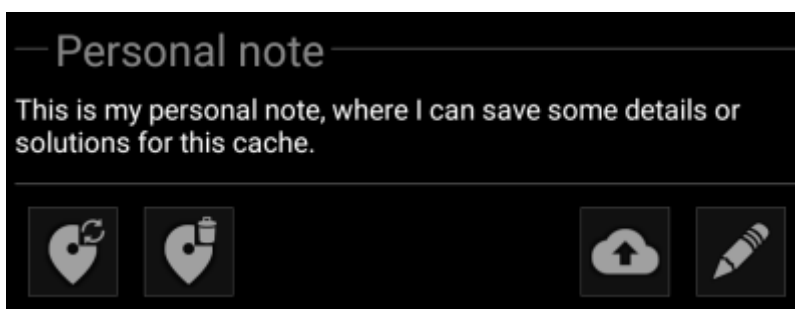 Personal note
This is my personal note, where I can save some details or
solutions for this cache.